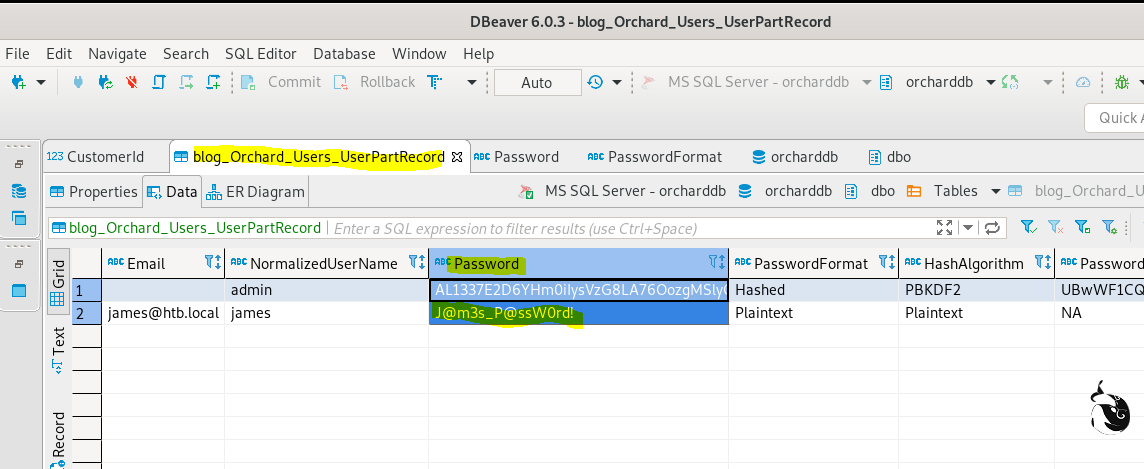 DBeaver 6.0.3 - blog_Orchard_Users_UserPartRecord
File Edit Navigate Search SQL Editor Database Window Help
Commit Rollback Auto MS SQL Server - orcharddb orcharddb
Quick A
123 CustomerId blog_Orchard_Users_UserPartRecord ABC Password ABC PasswordFormat orcharddb dbo
Properties Data ER Diagram MS SQL Server - orcharddb orcharddb dbo Tables blog_Orchard_U
blog_Orchard_Users_UserPartRecord Enter a SQL expression to filter results (use Ctrl+Space)
Grid
Text
Record
ABC Email ABC NormalizedUserName ABC Password ABC PasswordFormat ABC HashAlgorithm ABC Password
1 admin Hashed PBKDF2 UBwWF1CQ
2 james@htb.local james J@m3s_P@ssW0rd! Plaintext Plaintext NA